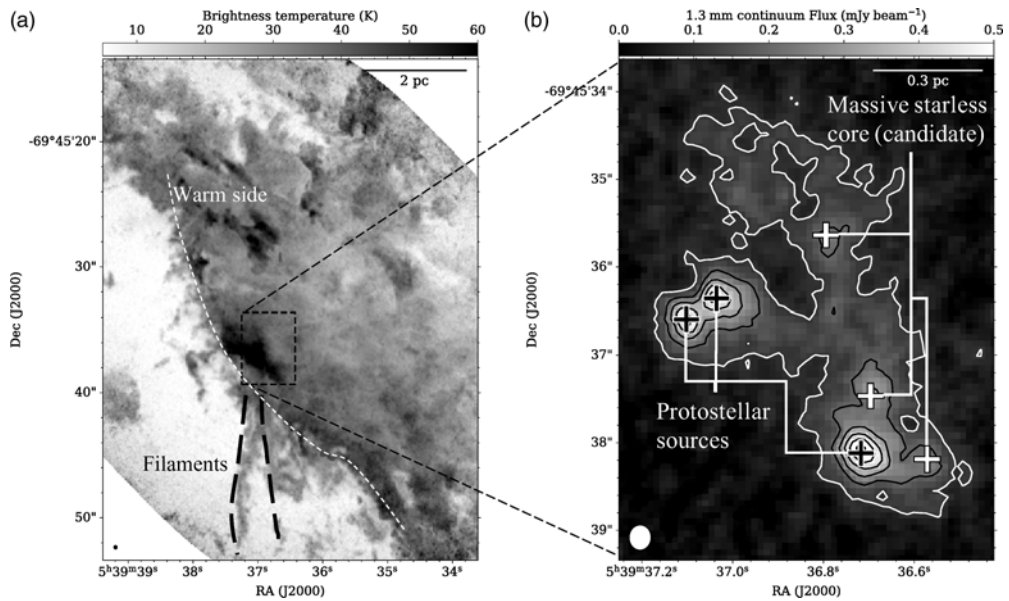 (a)
Brightness temperature (K)
10 20 30 40 50 60
2 pc
-69°45'20"
30"
40"
50"
Dec (J2000)
Warm side
Filaments
5ʰ39ᵐ39ˢ 38ˢ 36ˢ 34ˢ
RA (J2000)
(b)
1.3 mm continuum Flux (mJy beam⁻¹)
0.0 0.1 0.2 0.3 0.4 0.5
0.3 pc
-69°45'34"
35"
36"
37"
38"
39"
Dec (J2000)
Massive starless
core (candidate)
Protostellar
sources
5ʰ39ᵐ37.2ˢ 37.0ˢ 36.8ˢ 36.6ˢ
RA (J2000)